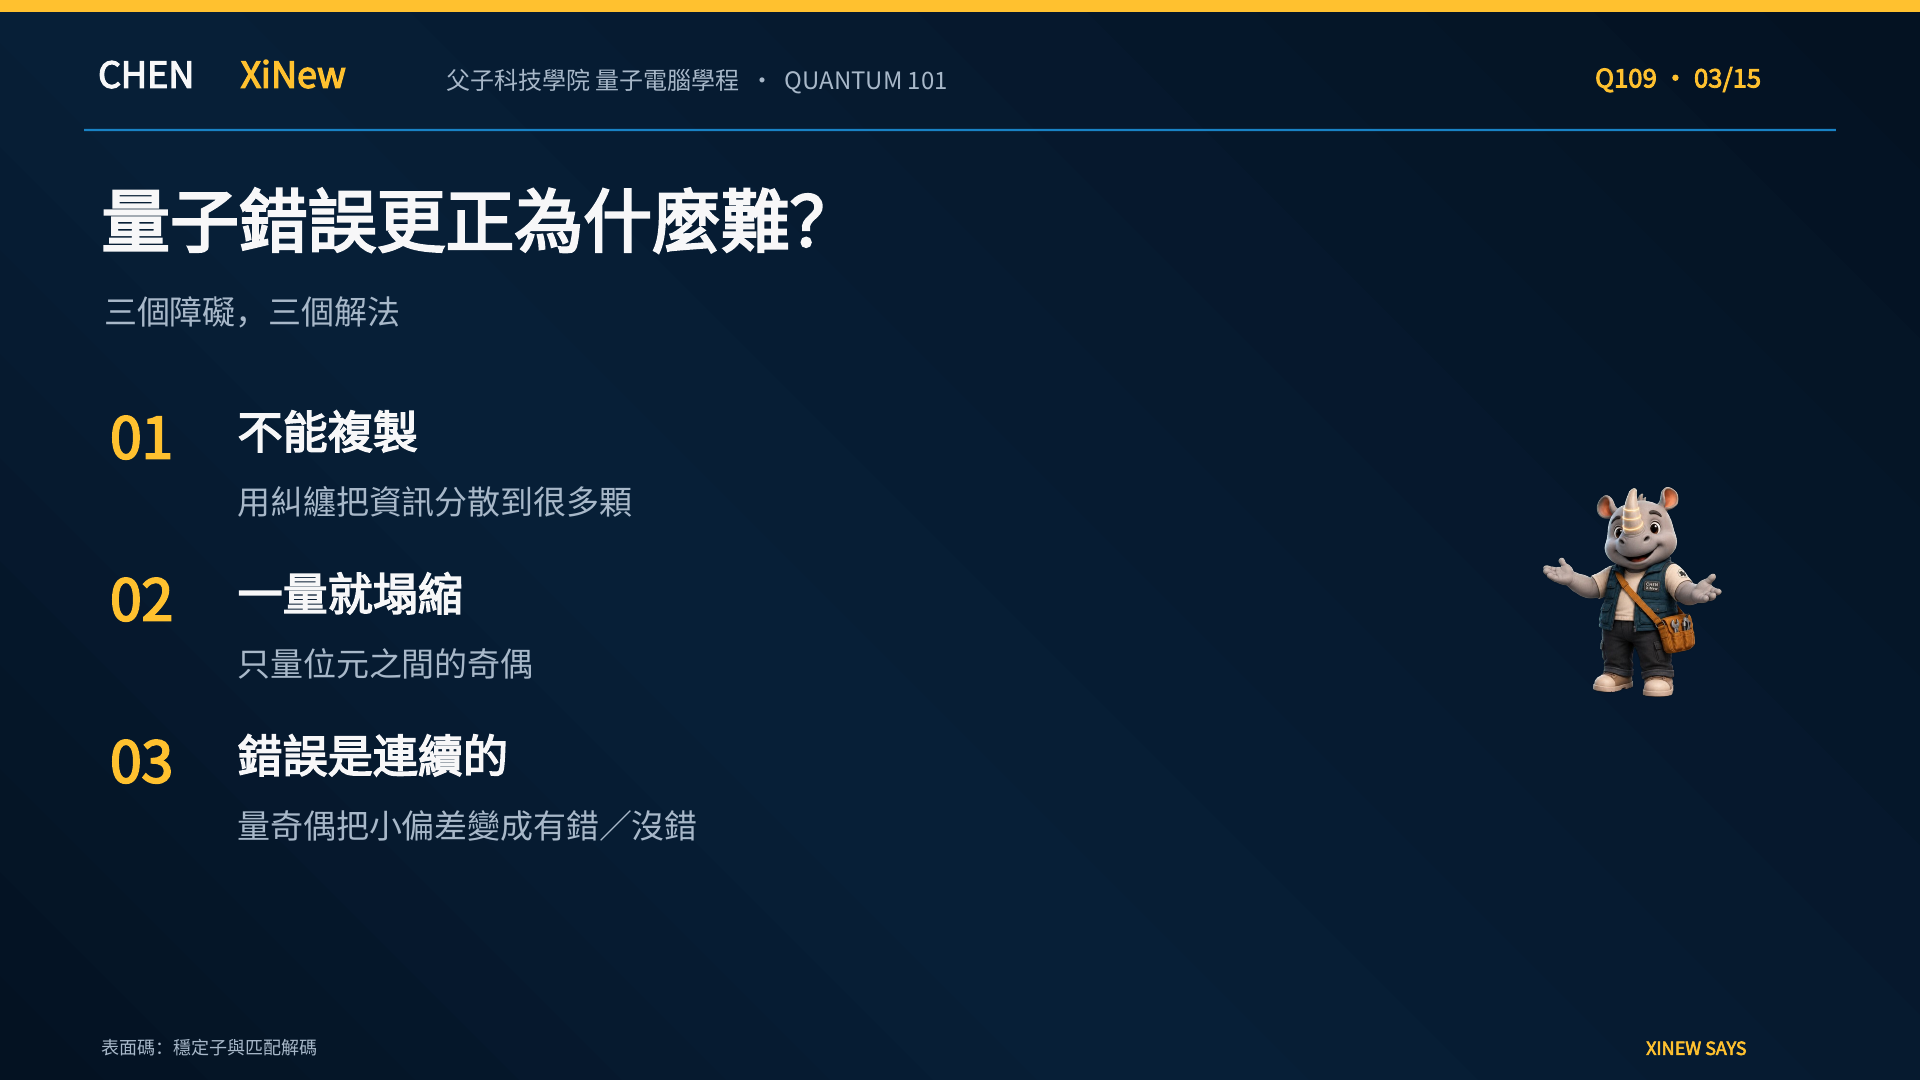 CHEN XiNew 父子科技學院 量子電腦學程 · QUANTUM 101 Q109 · 03/15
量子錯誤更正為什麼難？
三個障礙，三個解法
01 不能複製
用糾纏把資訊分散到很多顆
02 一量就塌縮
只量位元之間的奇偶
03 錯誤是連續的
量奇偶把小偏差變成有錯／沒錯
表面碼：穩定子與匹配解碼
XINEW SAYS